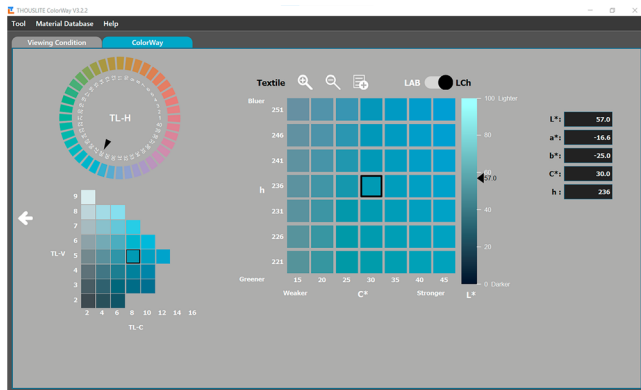 THOUSLITE ColorWay V3.2.2
Tool Material Database Help
Viewing Condition ColorWay
TL-H
Textile LAB LCh
Bluer
251
246
241
h 236
231
226
221
Greener 15 20 25 30 35 40 45
Weaker C* Stronger L*
100 Lighter
80
60
57.0
40
20
0 Darker
L*: 57.0
a*: -16.6
b*: -25.0
C*: 30.0
h : 236
9
8
7
6
TL-V 5
4
3
2
2 4 6 8 10 12 14 16
TL-C